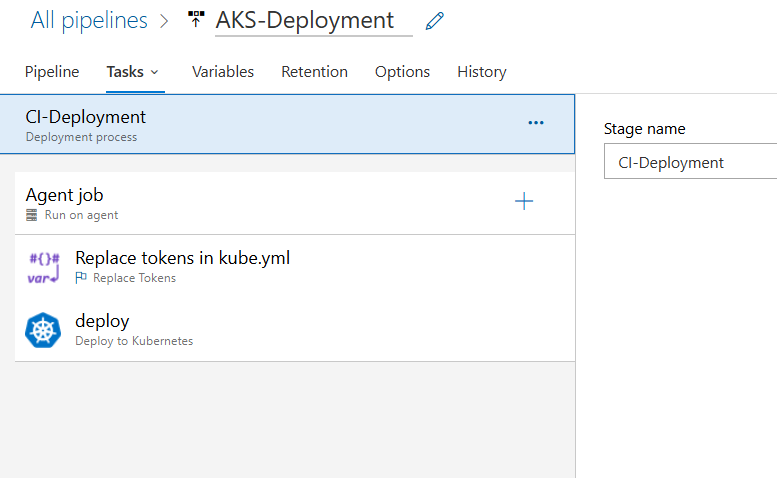 All pipelines > AKS-Deployment
Pipeline Tasks Variables Retention Options History
CI-Deployment
Deployment process
Stage name
CI-Deployment
Agent job
Run on agent
#{}#
var
Replace tokens in kube.yml
Replace Tokens
deploy
Deploy to Kubernetes